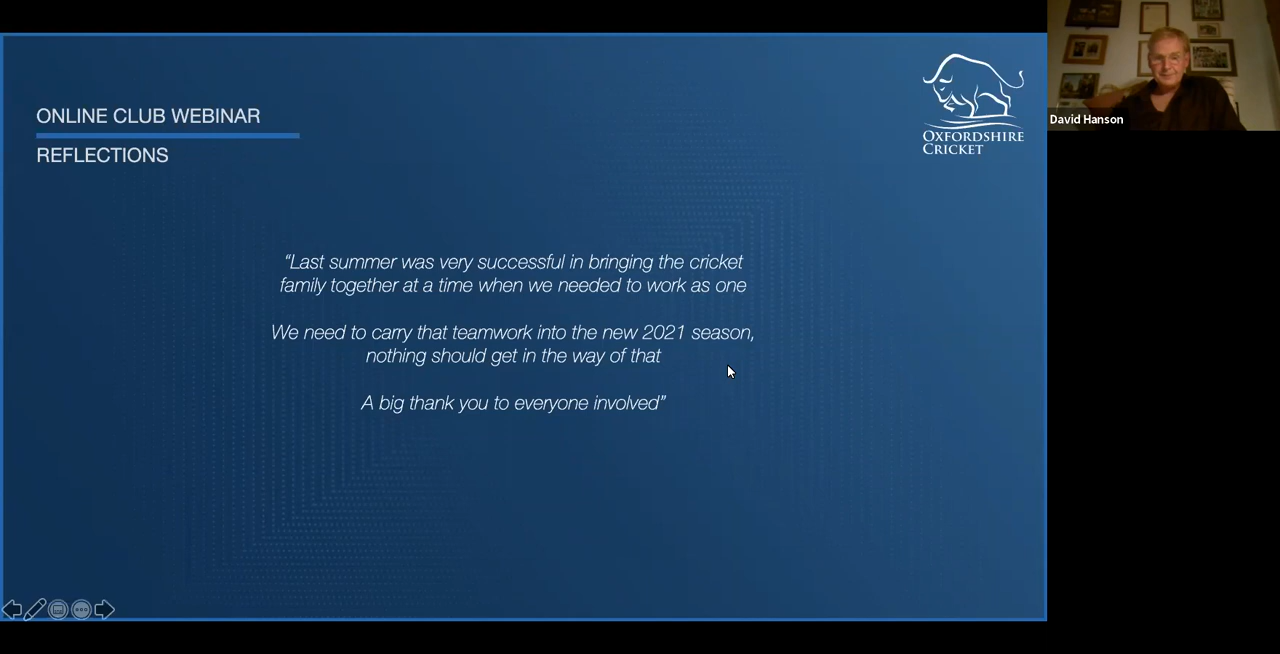 ONLINE CLUB WEBINAR
REFLECTIONS
OXFORDSHIRE
CRICKET
David Hanson
“Last summer was very successful in bringing the cricket
family together at a time when we needed to work as one
We need to carry that teamwork into the new 2021 season,
nothing should get in the way of that
A big thank you to everyone involved”